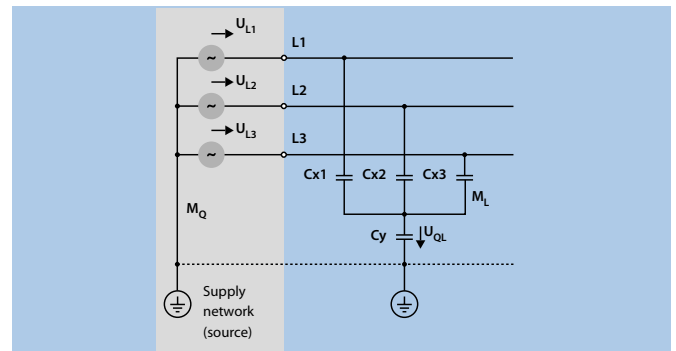 U_L1
L1
U_L2
L2
U_L3
L3
Cx1 Cx2 Cx3
M_L
M_Q
Cy U_QL
Supply
network
(source)